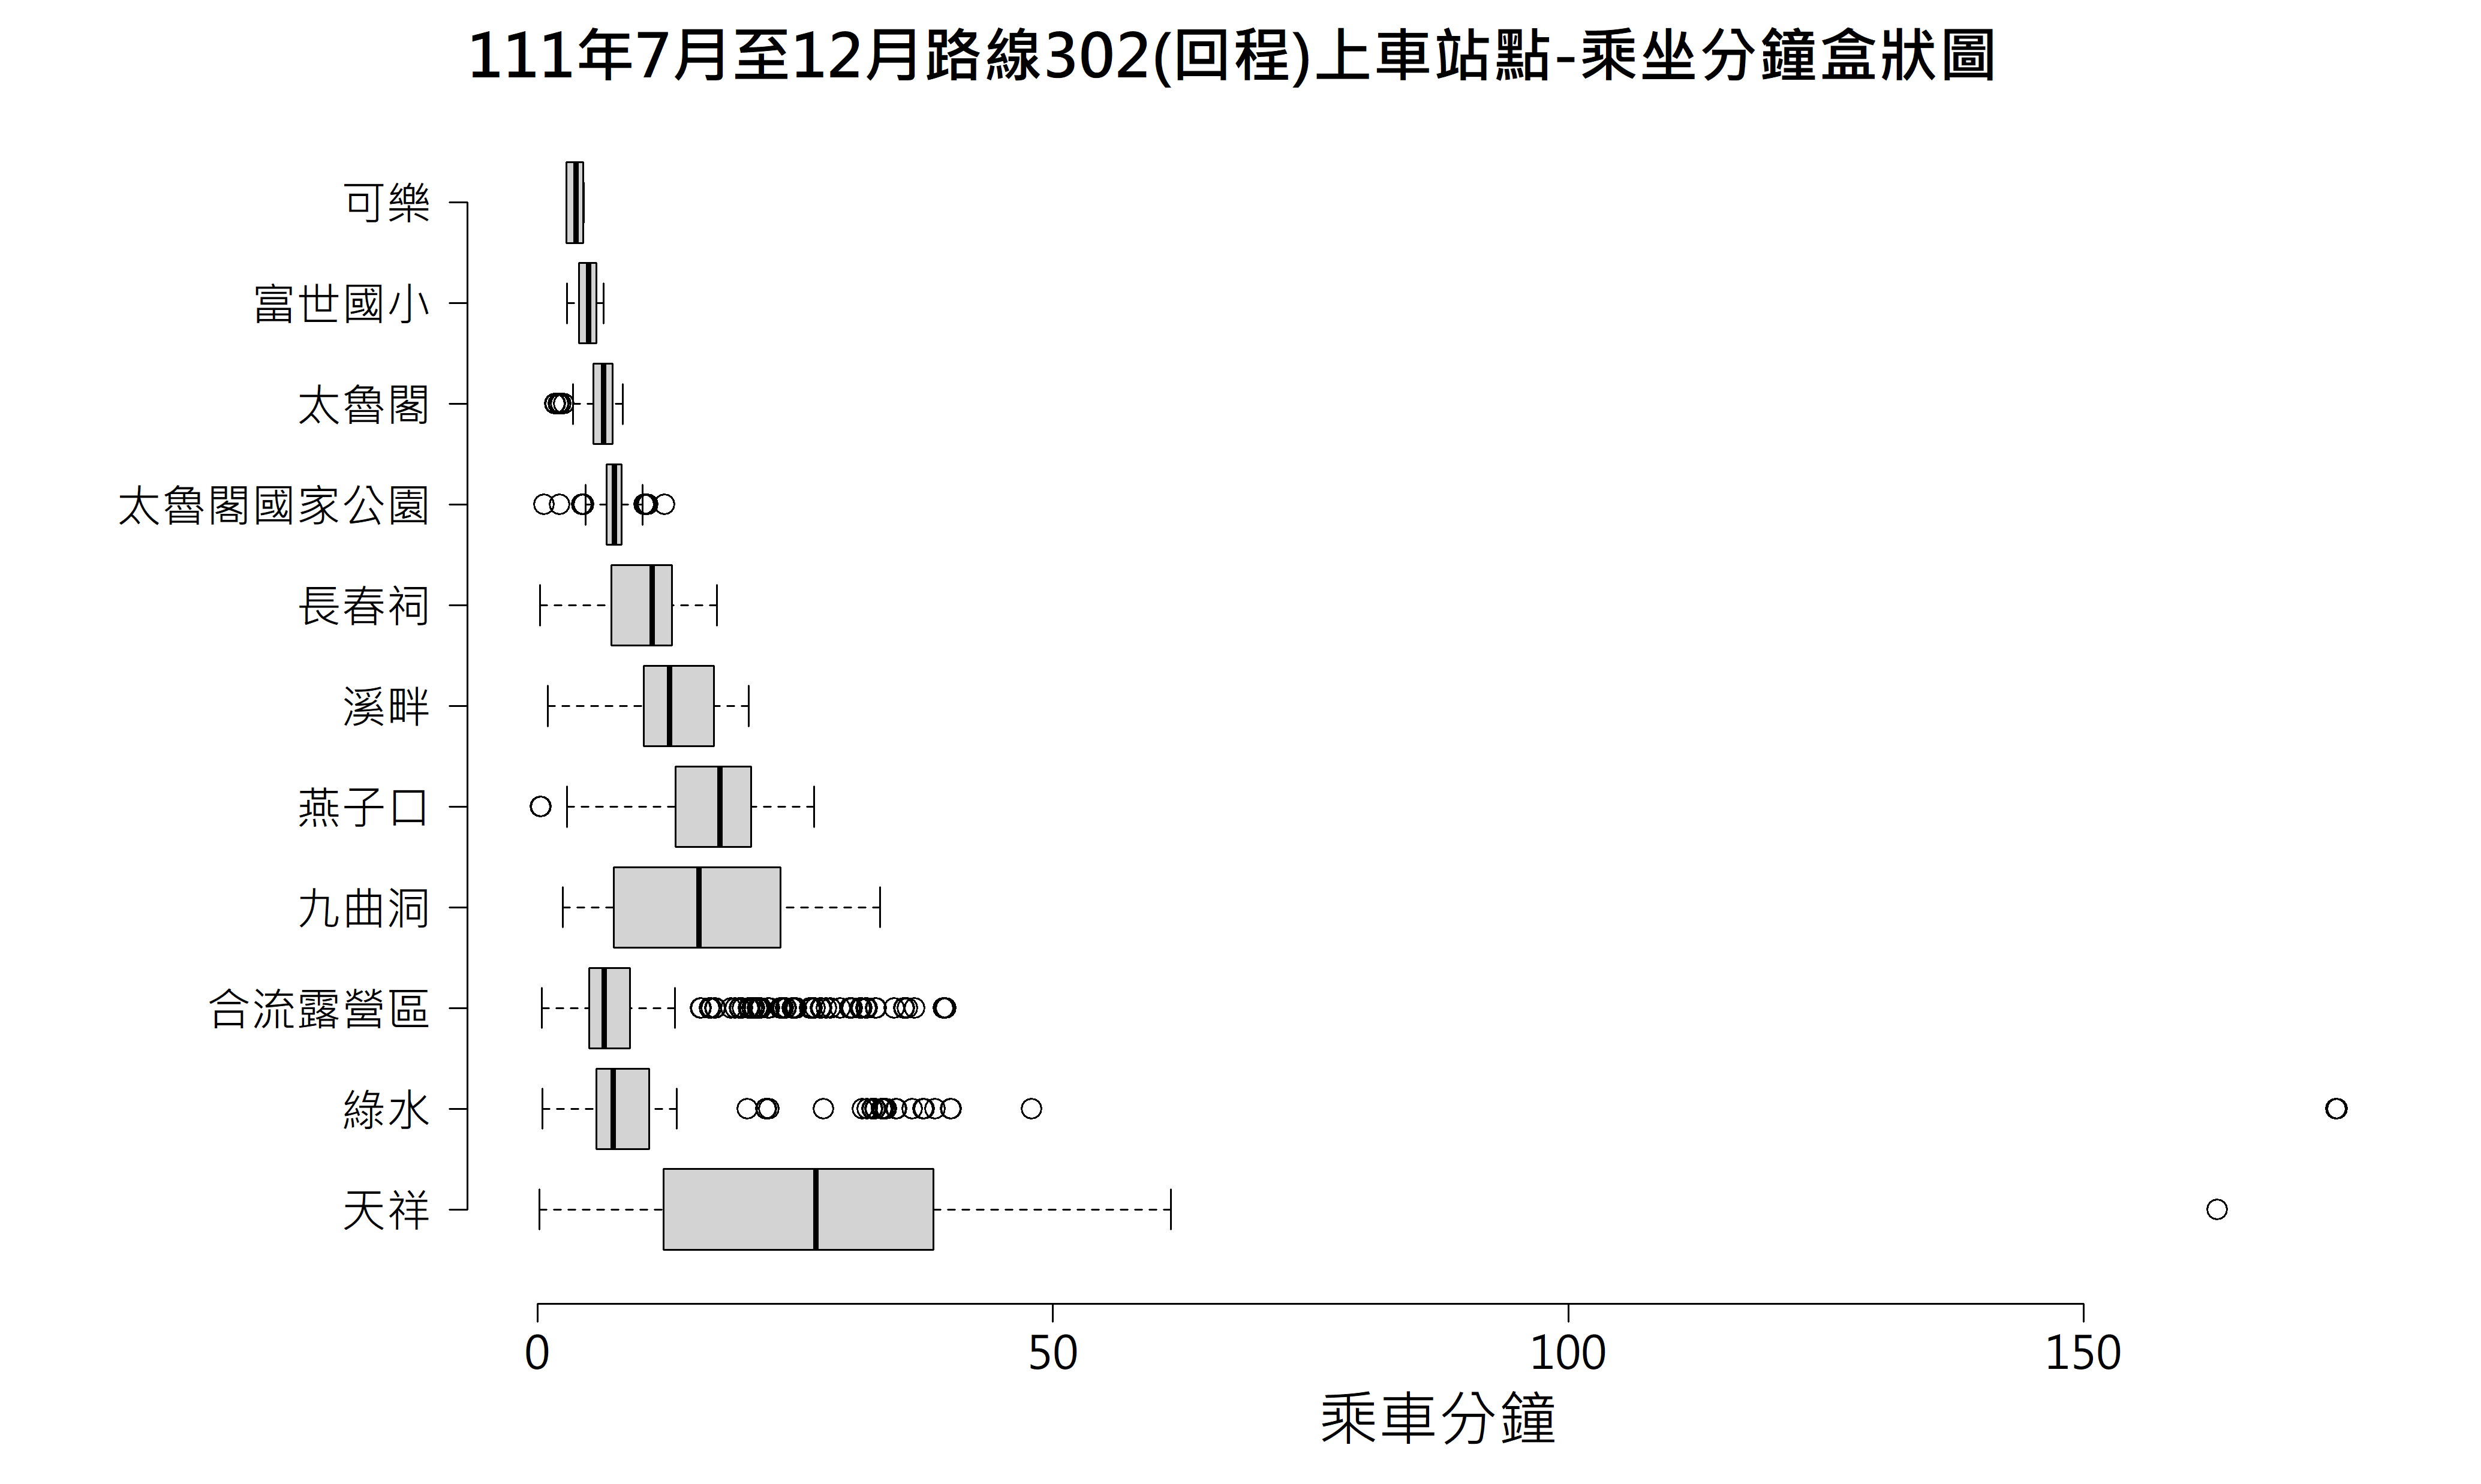 111年7月至12月路線302(回程)上車站點-乘坐分鐘盒狀圖
可樂
富世國小
太魯閣
太魯閣國家公園
長春祠
溪畔
燕子口
九曲洞
合流露營區
綠水
天祥
0 50 100 150
乘車分鐘